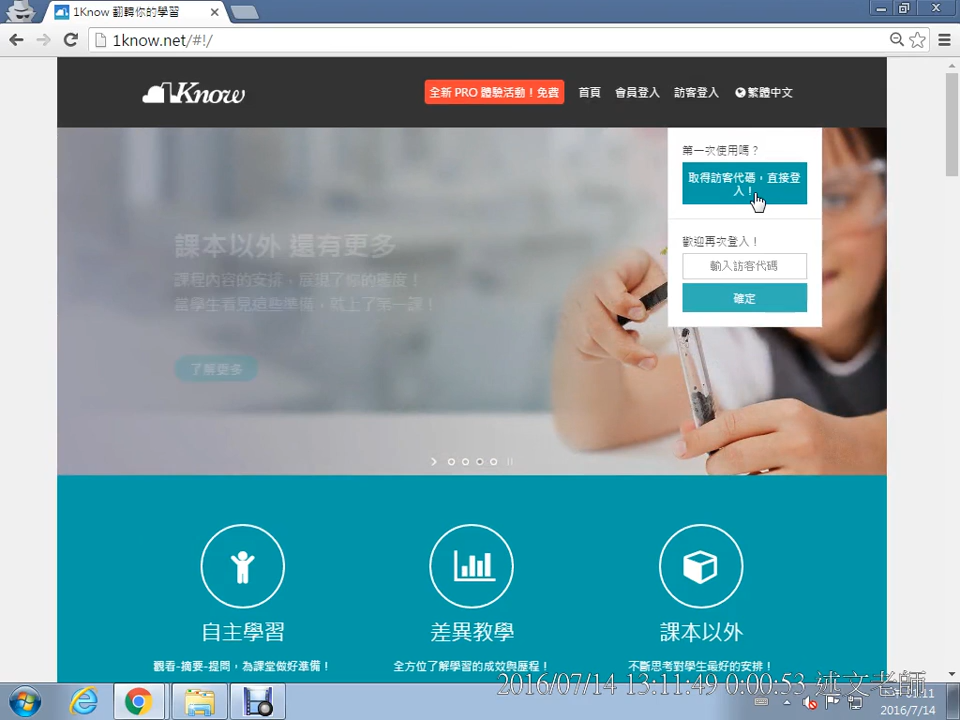 1Know 翻轉你的學習
1know.net/#!/
1Know
全新 PRO 體驗活動！免費
首頁
會員登入
訪客登入
繁體中文
第一次使用嗎？
取得訪客代碼，直接登
入！
歡迎再次登入！
輸入訪客代碼
確定
課本以外 還有更多
課程內容的安排，展現了你的態度！
當學生看見這些準備，就上了第一課！
了解更多
自主學習
差異教學
課本以外
觀看-摘要-提問，為課堂做好準備！
全方位了解學習的成效與歷程！
不斷思考對學生最好的安排！
2016/07/14 13:11:49 0:00:53 述文老師
2016/7/14